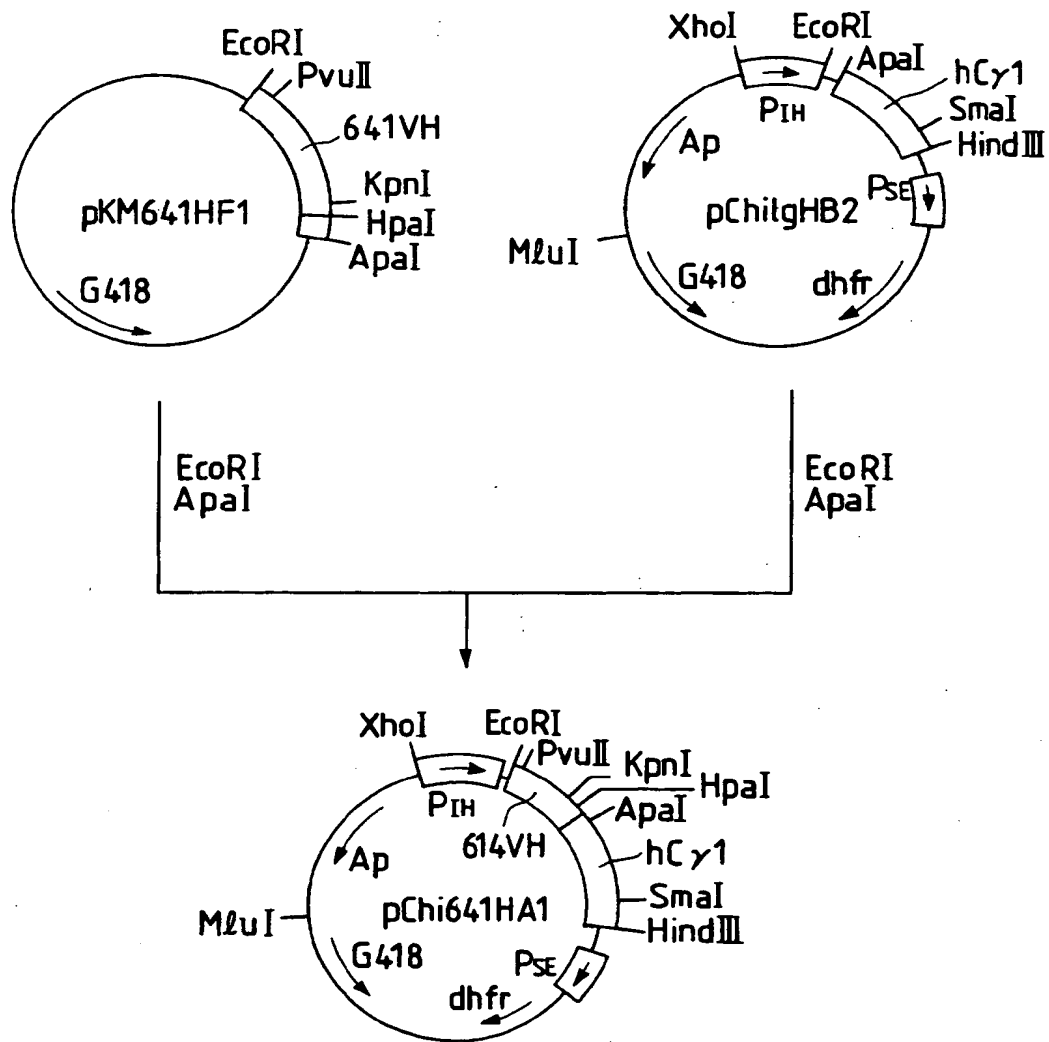 EcoRI
PvuII
641VH
KpnI
HpaI
ApaI
pKM641HF1
G418
XhoI
EcoRI
ApaI
hCγ1
SmaI
HindIII
PIH
Ap
PSE
pChiIgHB2
MluI
G418
dhfr
EcoRI
ApaI
EcoRI
ApaI
XhoI
EcoRI
PvuII
KpnI
HpaI
ApaI
PIH
614VH
hCγ1
Ap
SmaI
pChi641HA1
MluI
HindIII
G418
PSE
dhfr